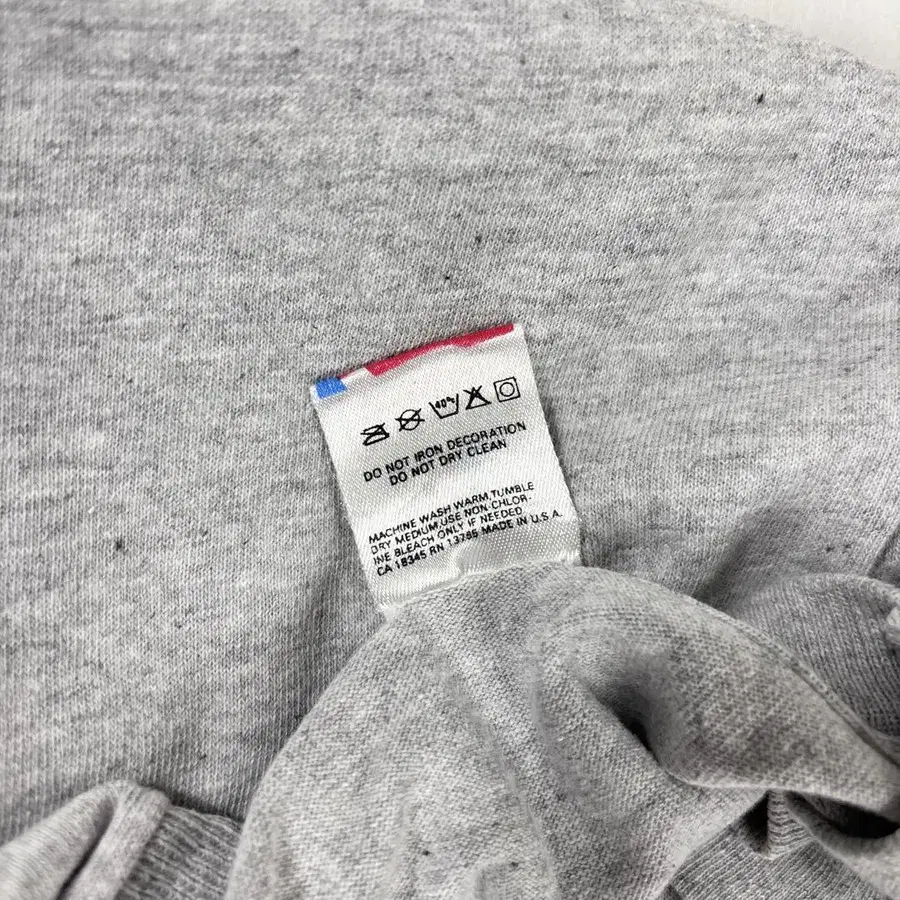 40°
DO NOT IRON DECORATION
DO NOT DRY CLEAN
MACHINE WASH WARM,TUMBLE
DRY MEDIUM,USE NON-CHLOR-
INE BLEACH ONLY IF NEEDED
CA 18345 RN 13765 MADE IN U.S.A.